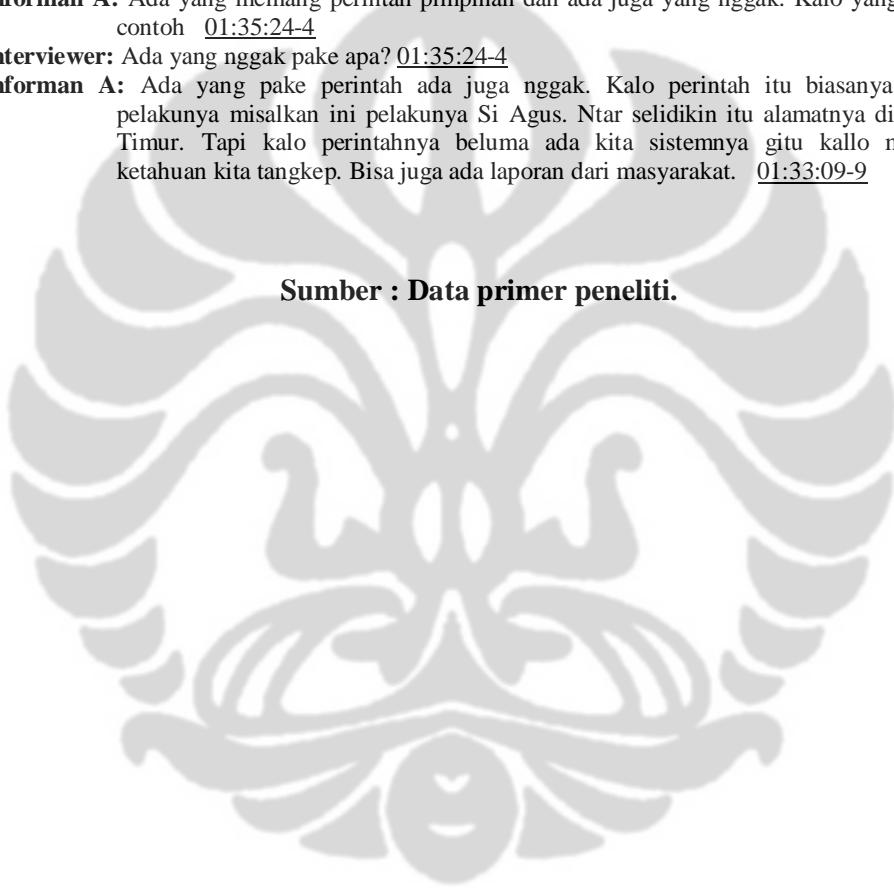 nforman A: Ada yang memang perintah pimpinan dan ada juga yang nggak. Kalo yang
contoh 01:35:24-4
nterviewer: Ada yang nggak pake apa? 01:35:24-4
nforman A: Ada yang pake perintah ada juga nggak. Kalo perintah itu biasanya
pelakunya misalkan ini pelakunya Si Agus. Ntar selidikin itu alamatnya di
Timur. Tapi kalo perintahnya beluma ada kita sistemnya gitu kallo
ketahuan kita tangkep. Bisa juga ada laporan dari masyarakat. 01:33:09-9
Sumber : Data primer peneliti.